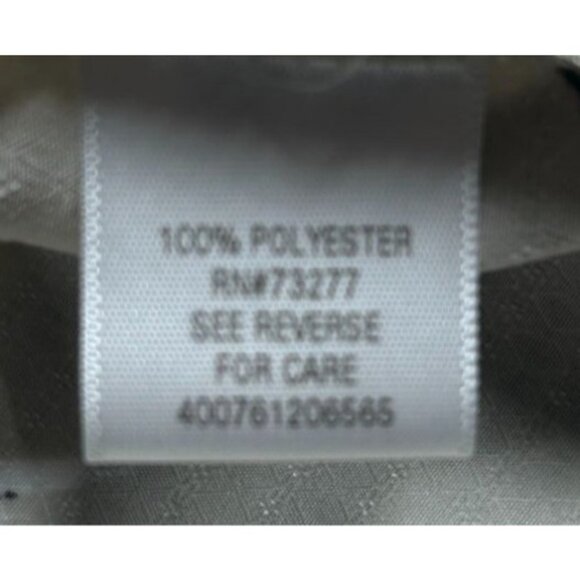 100% POLYESTER
RN#73277
SEE REVERSE
FOR CARE
400761206565